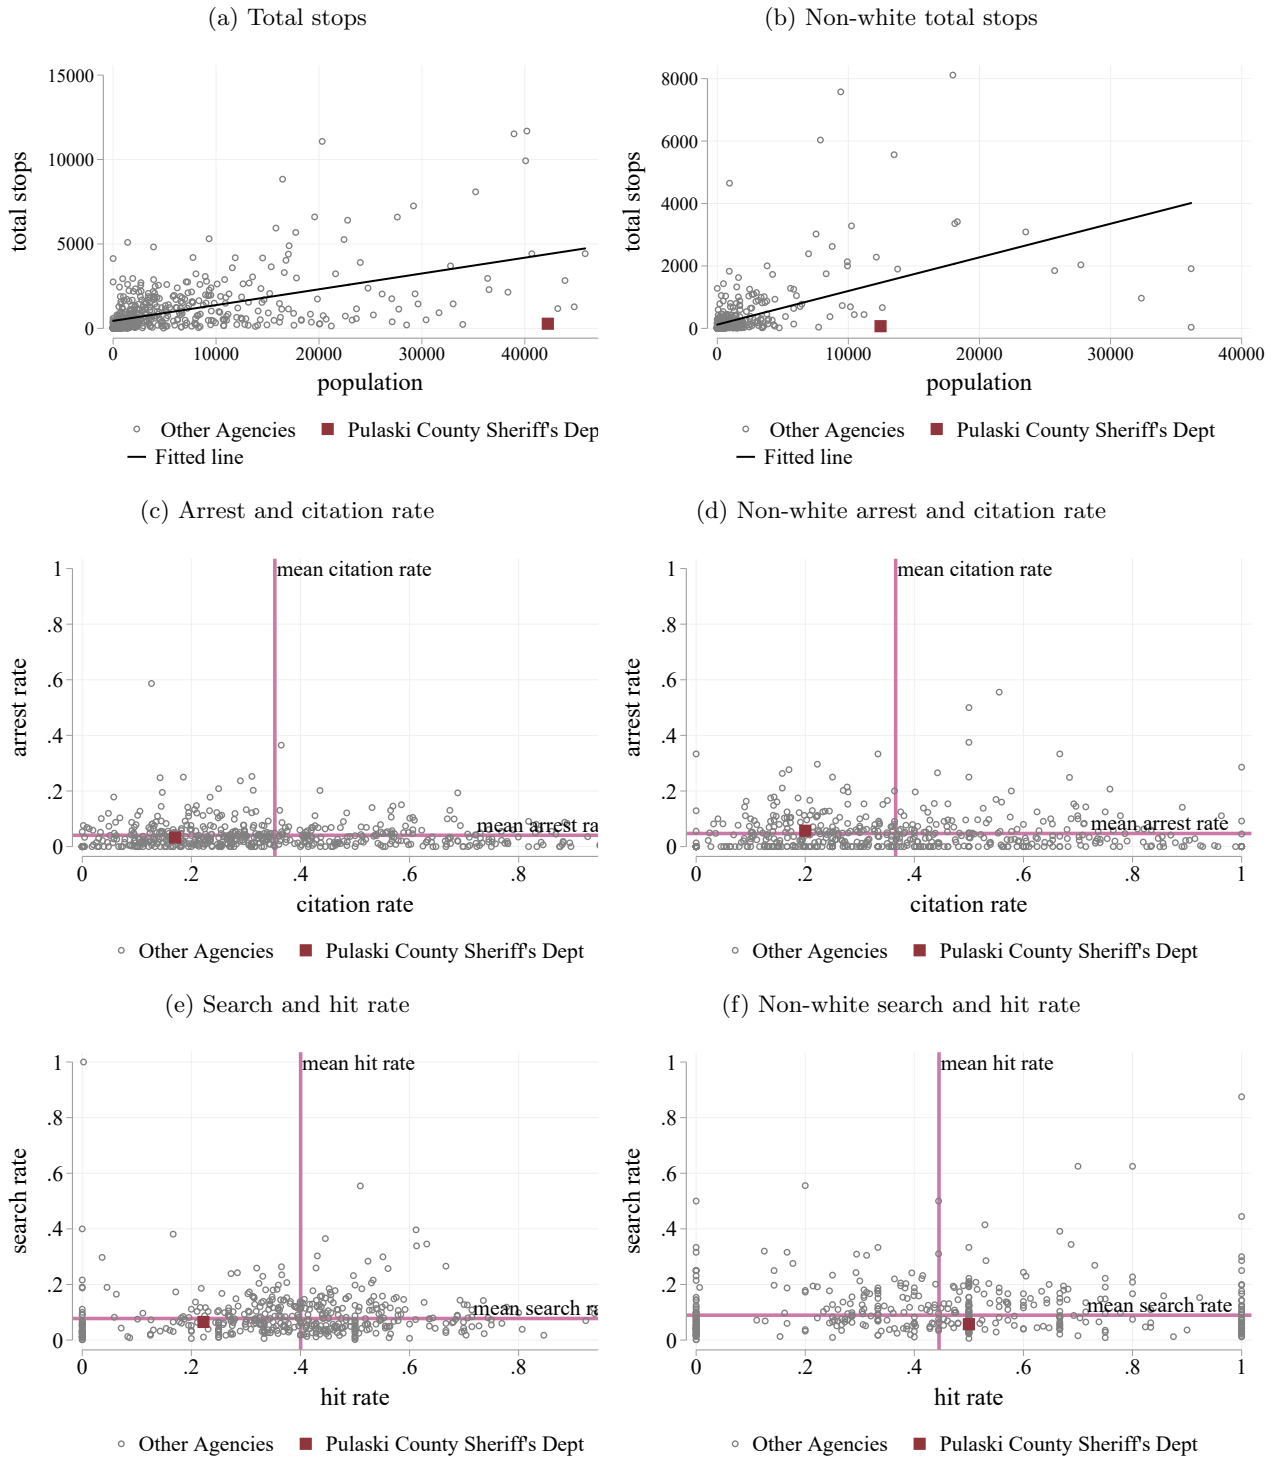 (a) Total stops
15000
10000
5000
0
total stops
0 10000 20000 30000 40000
population
Other Agencies Pulaski County Sheriff's Dep
Fitted line
(b) Non-white total stops
8000
6000
4000
2000
0
total stops
0 10000 20000 30000 40000
population
Other Agencies Pulaski County Sheriff's Dept
Fitted line
(c) Arrest and citation rate
mean citation rate
1
.8
.6
.4
.2
0
arrest rate
mean arrest ra
0 .2 .4 .6 .8
citation rate
Other Agencies Pulaski County Sheriff's Dept
(d) Non-white arrest and citation rate
mean citation rate
1
.8
.6
.4
.2
0
arrest rate
mean arrest rate
0 .2 .4 .6 .8 1
citation rate
Other Agencies Pulaski County Sheriff's Dept
(e) Search and hit rate
mean hit rate
1
.8
.6
.4
.2
0
search rate
mean search ra
0 .2 .4 .6 .8
hit rate
Other Agencies Pulaski County Sheriff's Dept
(f) Non-white search and hit rate
mean hit rate
1
.8
.6
.4
.2
0
search rate
mean search rate
0 .2 .4 .6 .8 1
hit rate
Other Agencies Pulaski County Sheriff's Dept